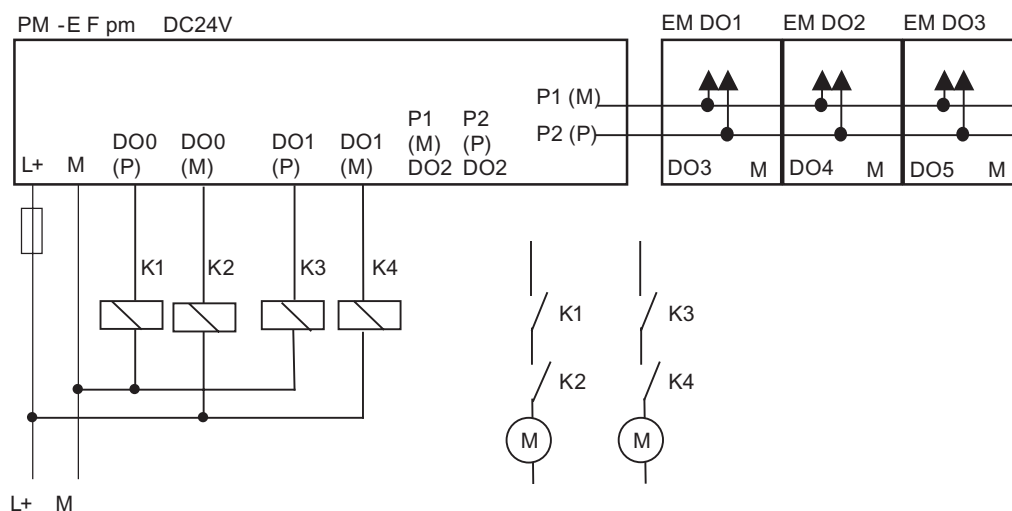 PM -E F pm DC24V
EM DO1 EM DO2 EM DO3
P1 (M)
P2 (P)
L+ M
DO0
(P)
DO0
(M)
DO1
(P)
DO1
(M)
P1
(M)
DO2
P2
(P)
DO2
DO3 M
DO4 M
DO5 M
K1 K2 K3 K4
K1 K3
K2 K4
M M
L+ M